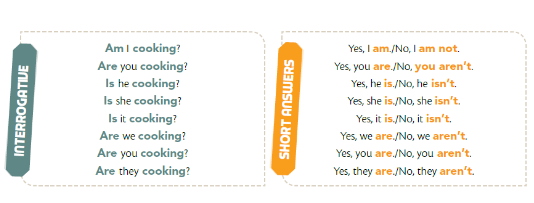 INTERROGATIVE
Am I cooking?
Are you cooking?
Is he cooking?
Is she cooking?
Is it cooking?
Are we cooking?
Are you cooking?
Are they cooking?
SHORT ANSWERS
Yes, I am./No, I am not.
Yes, you are./No, you aren't.
Yes, he is./No, he isn't.
Yes, she is./No, she isn't.
Yes, it is./No, it isn't.
Yes, we are./No, we aren't.
Yes, you are./No, you aren't.
Yes, they are./No, they aren't.